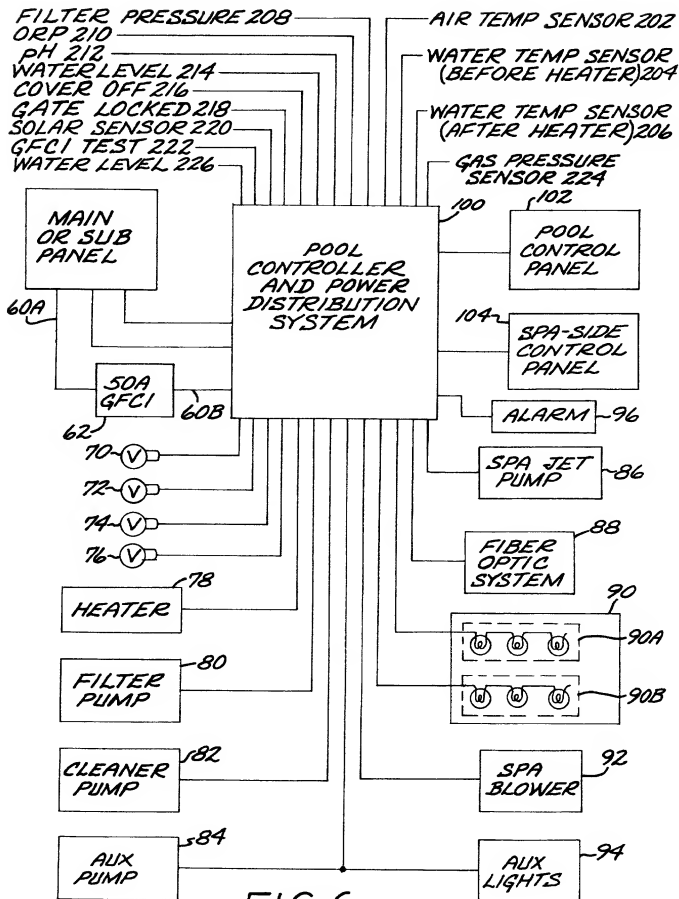 FILTER PRESSURE 208
ORP 210
pH 212
WATER LEVEL 214
COVER OFF 216
GATE LOCKED 218
SOLAR SENSOR 220
GFCI TEST 222
WATER LEVEL 226
AIR TEMP SENSOR 202
WATER TEMP SENSOR
(BEFORE HEATER) 204
WATER TEMP SENSOR
(AFTER HEATER) 206
GAS PRESSURE
SENSOR 224
MAIN
OR SUB
PANEL
100
POOL
CONTROLLER
AND POWER
DISTRIBUTION
SYSTEM
102
POOL
CONTROL
PANEL
60A
104
SPA-SIDE
CONTROL
PANEL
50A
GFCI
62
60B
ALARM
96
70
V
72
V
74
V
76
V
SPA JET
PUMP
86
FIBER
OPTIC
SYSTEM
88
78
HEATER
90
90A
90B
80
FILTER
PUMP
82
CLEANER
PUMP
SPA
BLOWER
92
84
AUX
PUMP
AUX
LIGHTS
94
FIG. 6